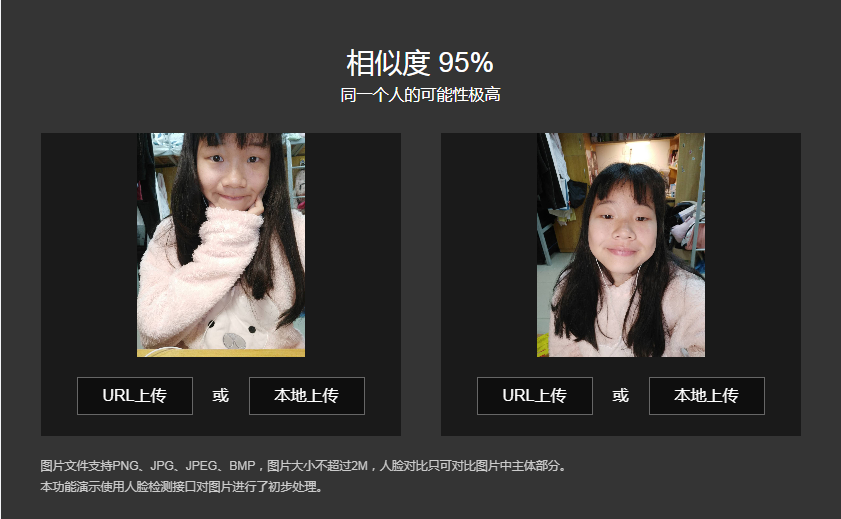 相似度 95%
同一个人的可能性极高
URL上传 或 本地上传 URL上传 或 本地上传
图片文件支持PNG、JPG、JPEG、BMP，图片大小不超过2M，人脸对比只可对比图片中主体部分。
本功能演示使用人脸检测接口对图片进行了初步处理。